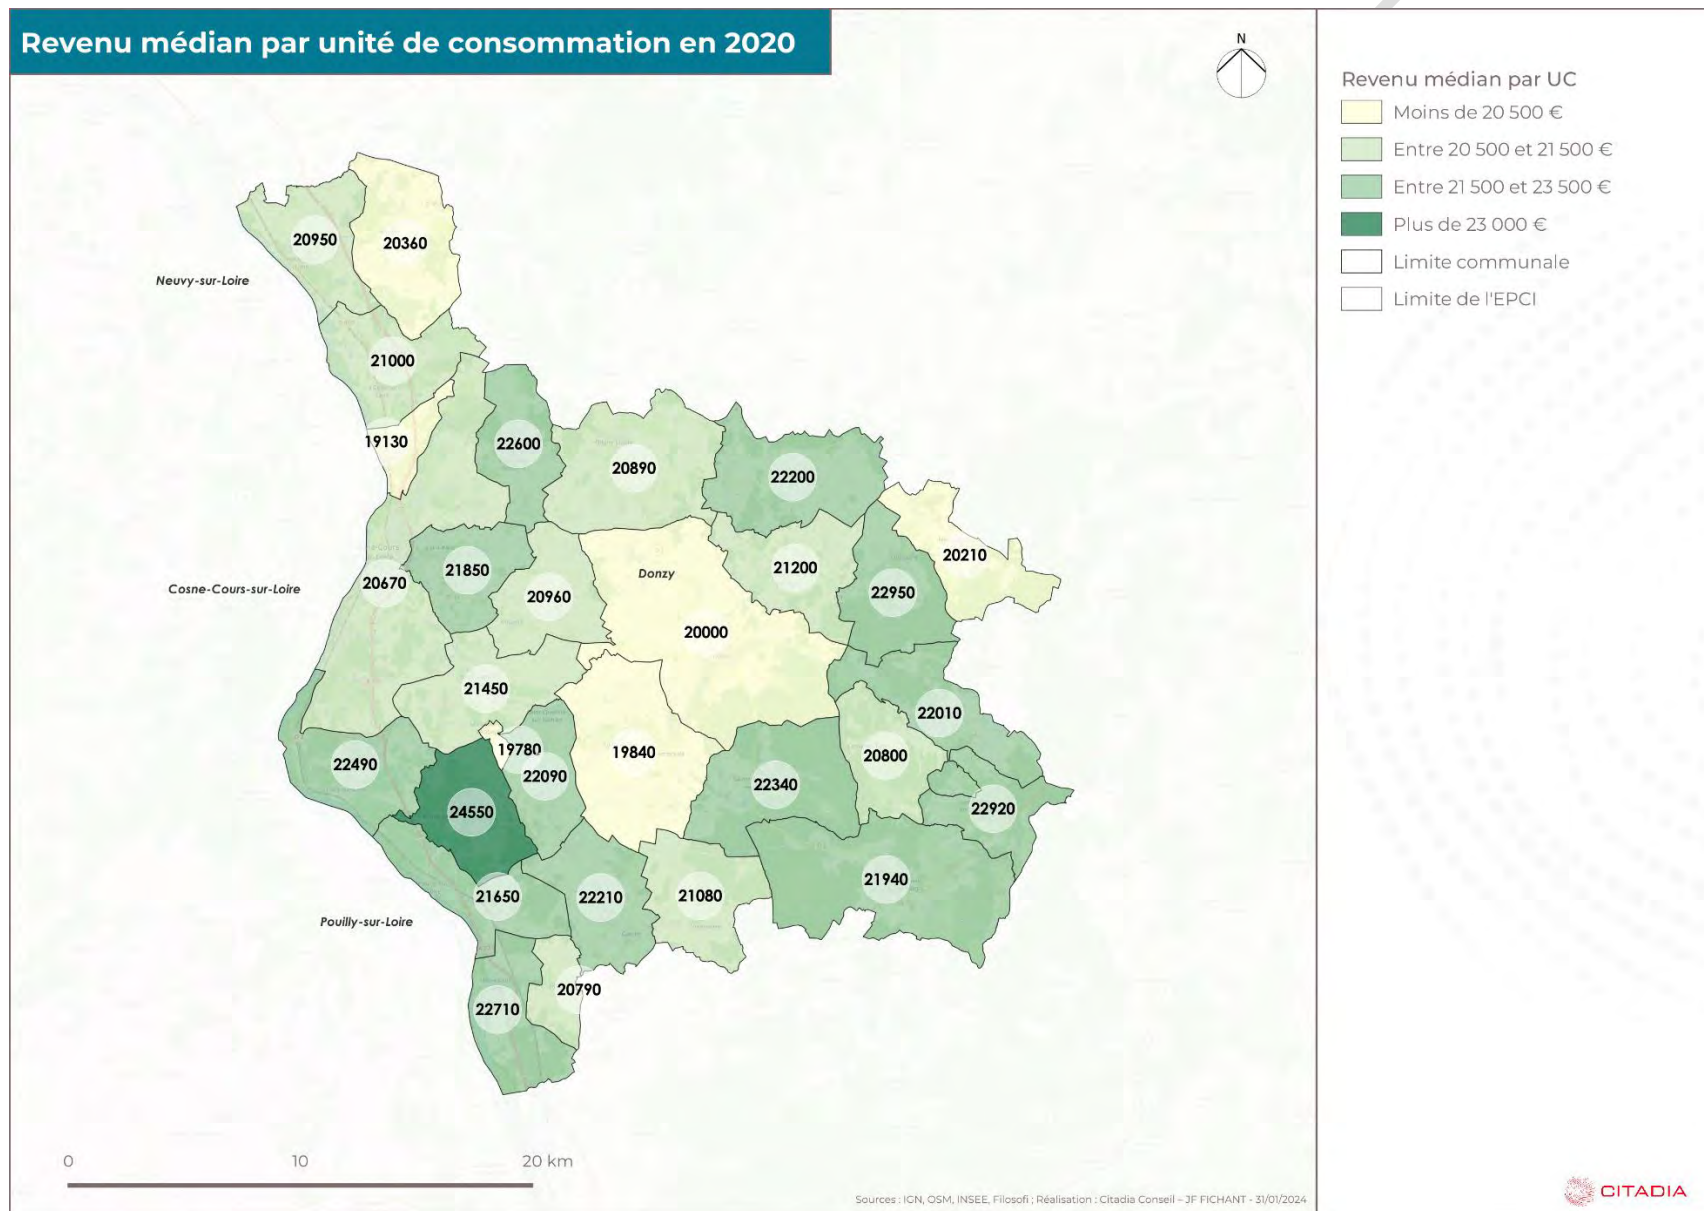 Revenu médian par unité de consommation en 2020
N
Revenu médian par UC
Moins de 20 500 €
Entre 20 500 et 21 500 €
Entre 21 500 et 23 500 €
Plus de 23 000 €
Limite communale
Limite de l'EPCI
20950
20360
Neuvy-sur-Loire
21000
19130
22600
20890
22200
20210
Cosne-Cours-sur-Loire
20670
21850
20960
Donzy
21200
22950
20000
21450
22010
22490
19780
22090
19840
22340
20800
24550
22920
21650
22210
21080
21940
Pouilly-sur-Loire
20790
22710
0 10 20 km
Sources : IGN, OSM, INSEE, Filosofi ; Réalisation : Citadia Conseil – JF FICHANT - 31/01/2024
CITADIA